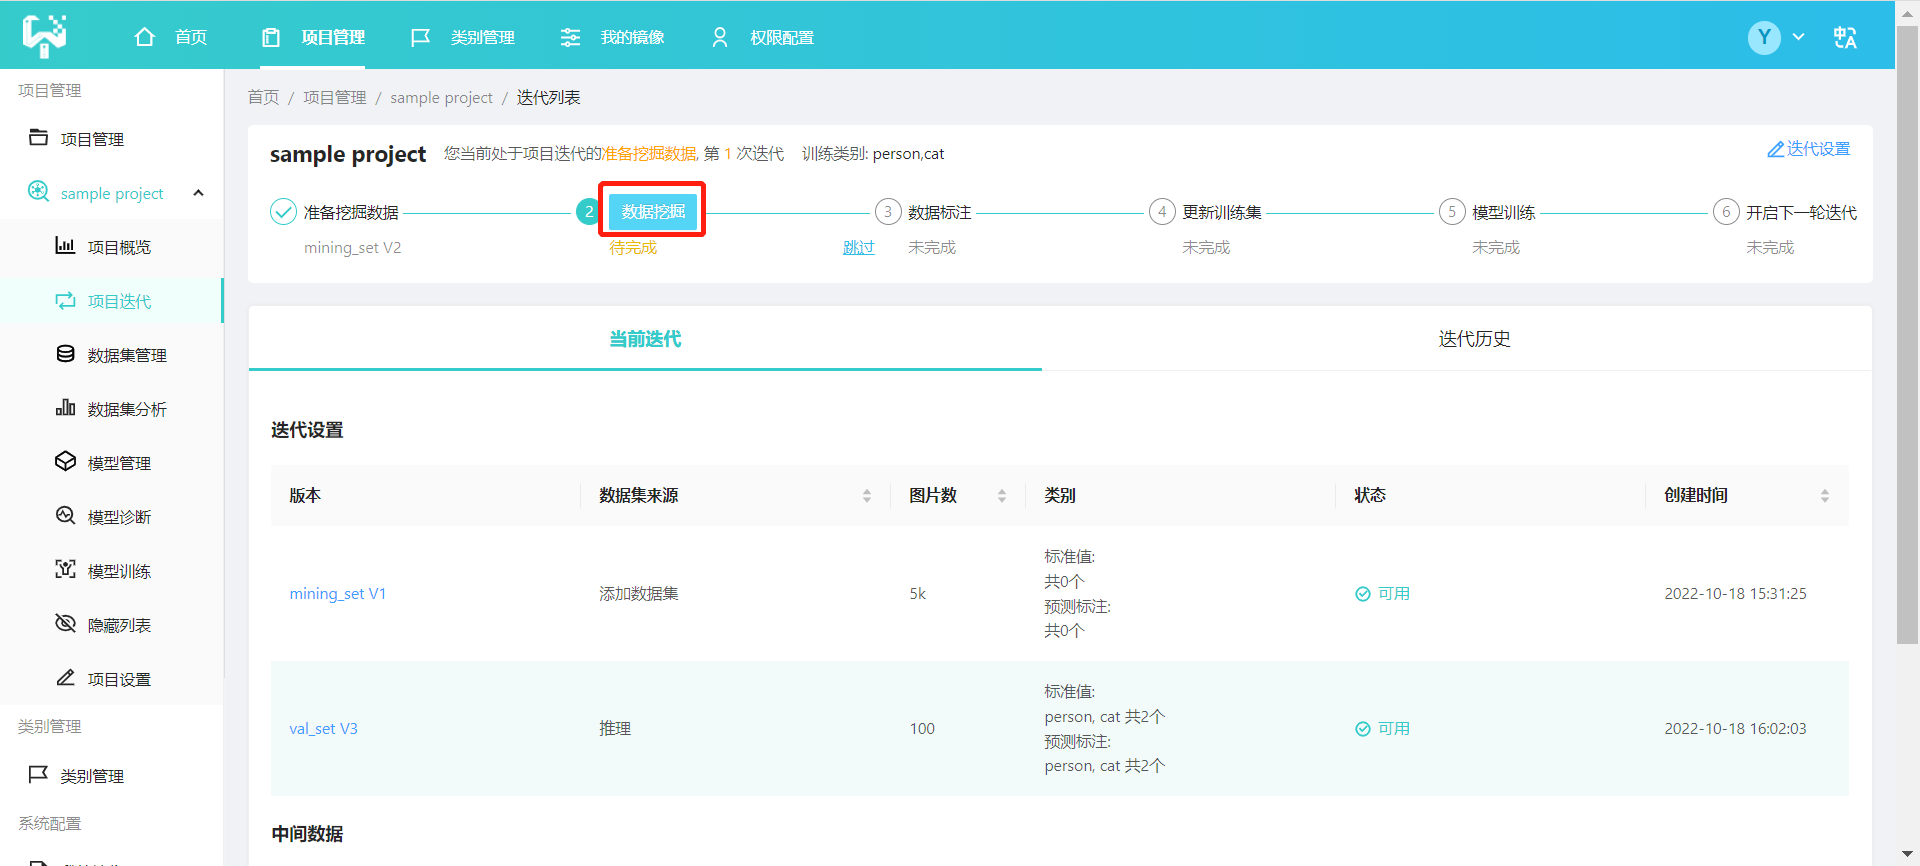 首页
项目管理
类别管理
我的镜像
权限配置
Y
项目管理
项目管理
sample project
项目概览
项目迭代
数据集管理
数据集分析
模型管理
模型诊断
模型训练
隐藏列表
项目设置
类别管理
类别管理
系统配置
首页 / 项目管理 / sample project / 迭代列表
sample project 您当前处于项目迭代的准备挖掘数据, 第 1 次迭代 训练类别: person,cat
迭代设置
准备挖掘数据
mining_set V2
2 数据挖掘
待完成
跳过
3 数据标注
未完成
4 更新训练集
未完成
5 模型训练
未完成
6 开启下一轮迭代
未完成
当前迭代
迭代历史
迭代设置
版本 数据集来源 图片数 类别 状态 创建时间
mining_set V1 添加数据集 5k
标准值:
共0个
预测标注:
共0个
可用 2022-10-18 15:31:25
val_set V3 推理 100
标准值:
person, cat 共2个
预测标注:
person, cat 共2个
可用 2022-10-18 16:02:03
中间数据